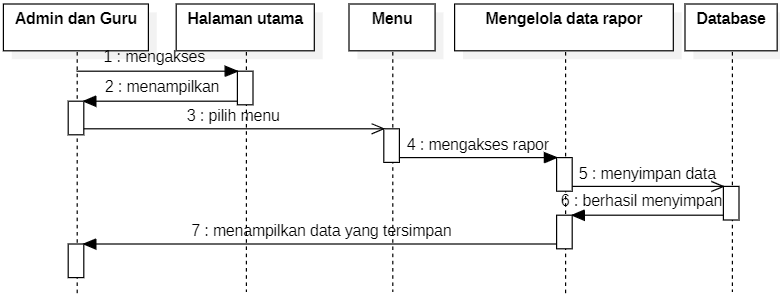 Admin dan Guru
Halaman utama
Menu
Mengelola data rapor
Database
1 : mengakses
2 : menampilkan
3 : pilih menu
4 : mengakses rapor
5 : menyimpan data
6 : berhasil menyimpan
7 : menampilkan data yang tersimpan